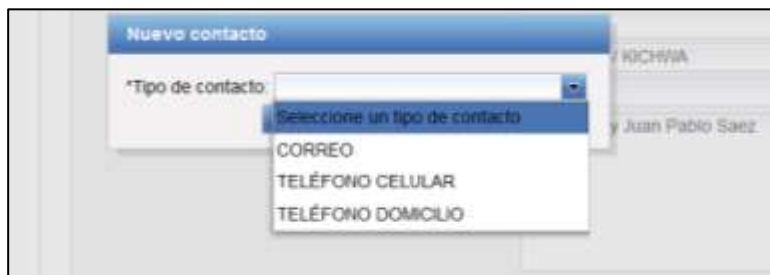 Nuevo contacto
/ KICHWA
*Tipo de contacto:
Seleccione un tipo de contacto
y Juan Pablo Saez
CORREO
TELÉFONO CELULAR
TELÉFONO DOMICILIO